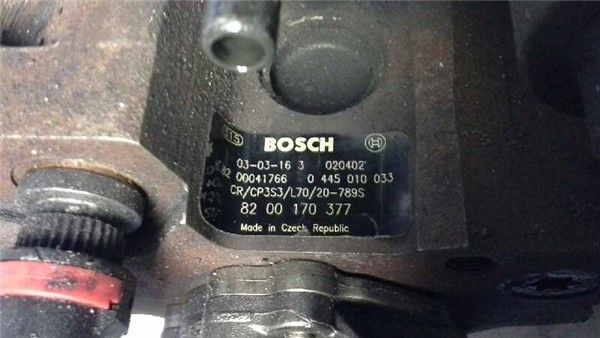 BOSCH
03-03-16 3 020402
00041766 0 445 010 033
CR/CP3S3/L70/20-789S
82 00 170 377
Made in Czech Republic